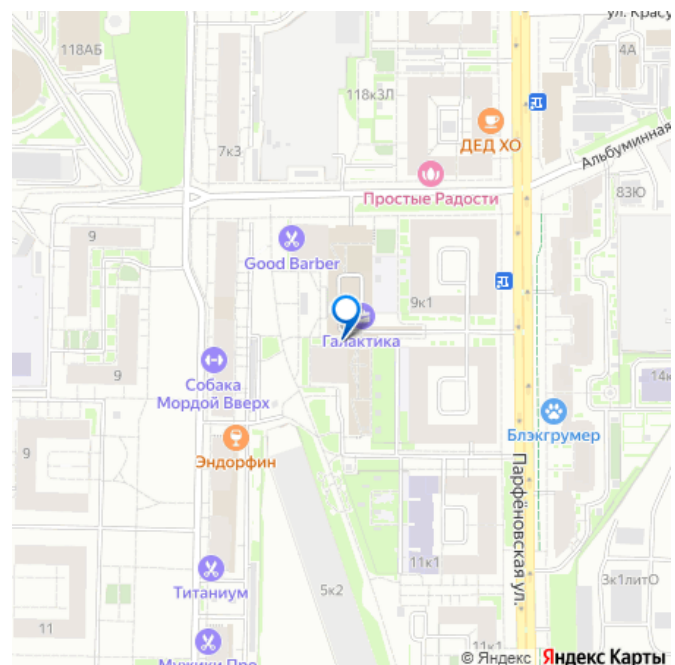 ул. Красу
118АБ
4А
118к3Л
ДЕД ХО
7к3
Альбуминная
Простые Радости
83Ю
9
Good Barber
9к1
Галактика
9
Собака
Мордой Вверх
14к
Блэкгрумер
9
Эндорфин
Парфёновская ул.
11к1
Титаниум
5к2
3к1литО
11
11к1
Мужики Про
© Яндекс Яндекс Карты